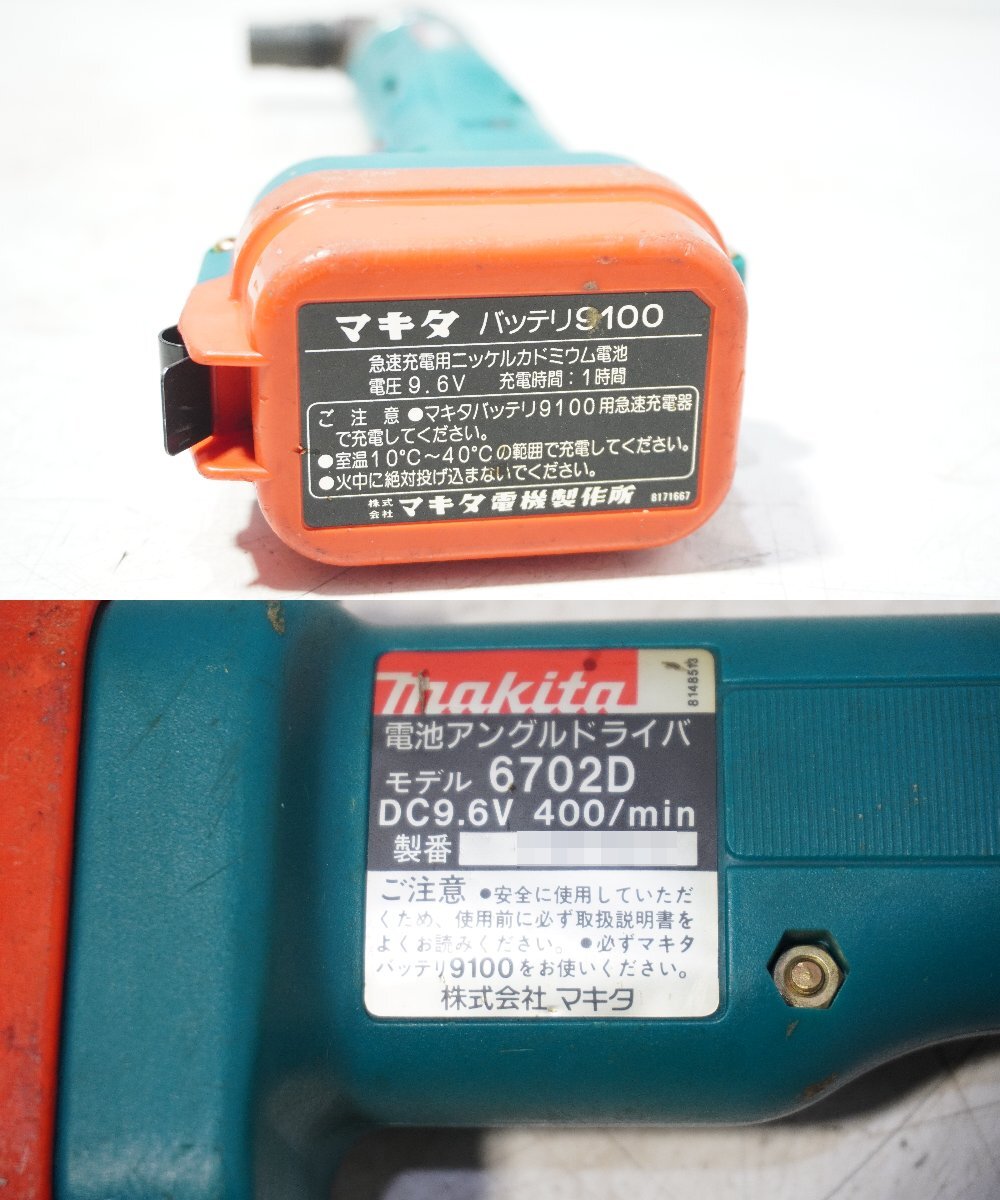 マキタ バッテリ9100
急速充電用ニッケルカドミウム電池
電圧9.6V 充電時間：1時間
ご注意 ●マキタバッテリ9100用急速充電器
で充電してください。
●室温10°C～40°Cの範囲で充電してください。
●火中に絶対投げ込まないでください。
株式会社 マキタ電機製作所 8171667
makita 8148513
電池アングルドライバ
モデル 6702D
DC9.6V 400/min
製番
ご注意 ●安全に使用していただ
くため、使用前に必ず取扱説明書を
よくお読みください。●必ずマキタ
バッテリ9100をお使いください。
株式会社 マキタ